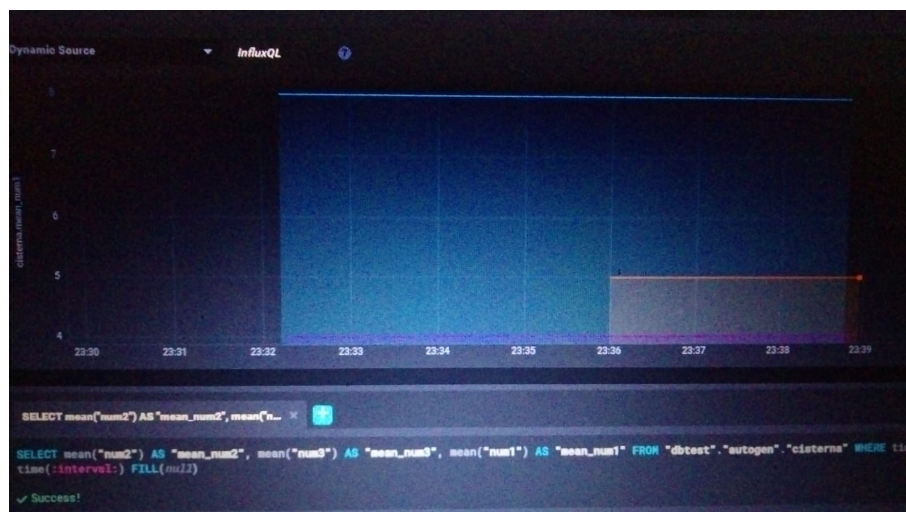 Dynamic Source
InfluxQL
?
8
7
6
5
4
cisterna.mean_num1
23:30 23:31 23:32 23:33 23:34 23:35 23:36 23:37 23:38 23:39
SELECT mean("num2") AS "mean_num2", mean("n... ×
+
SELECT mean("num2") AS "mean_num2", mean("num3") AS "mean_num3", mean("num1") AS "mean_num1" FROM "dbtest"."autogen"."cisterna" WHERE
time(:interval:) FILL(null)
✓ Success!